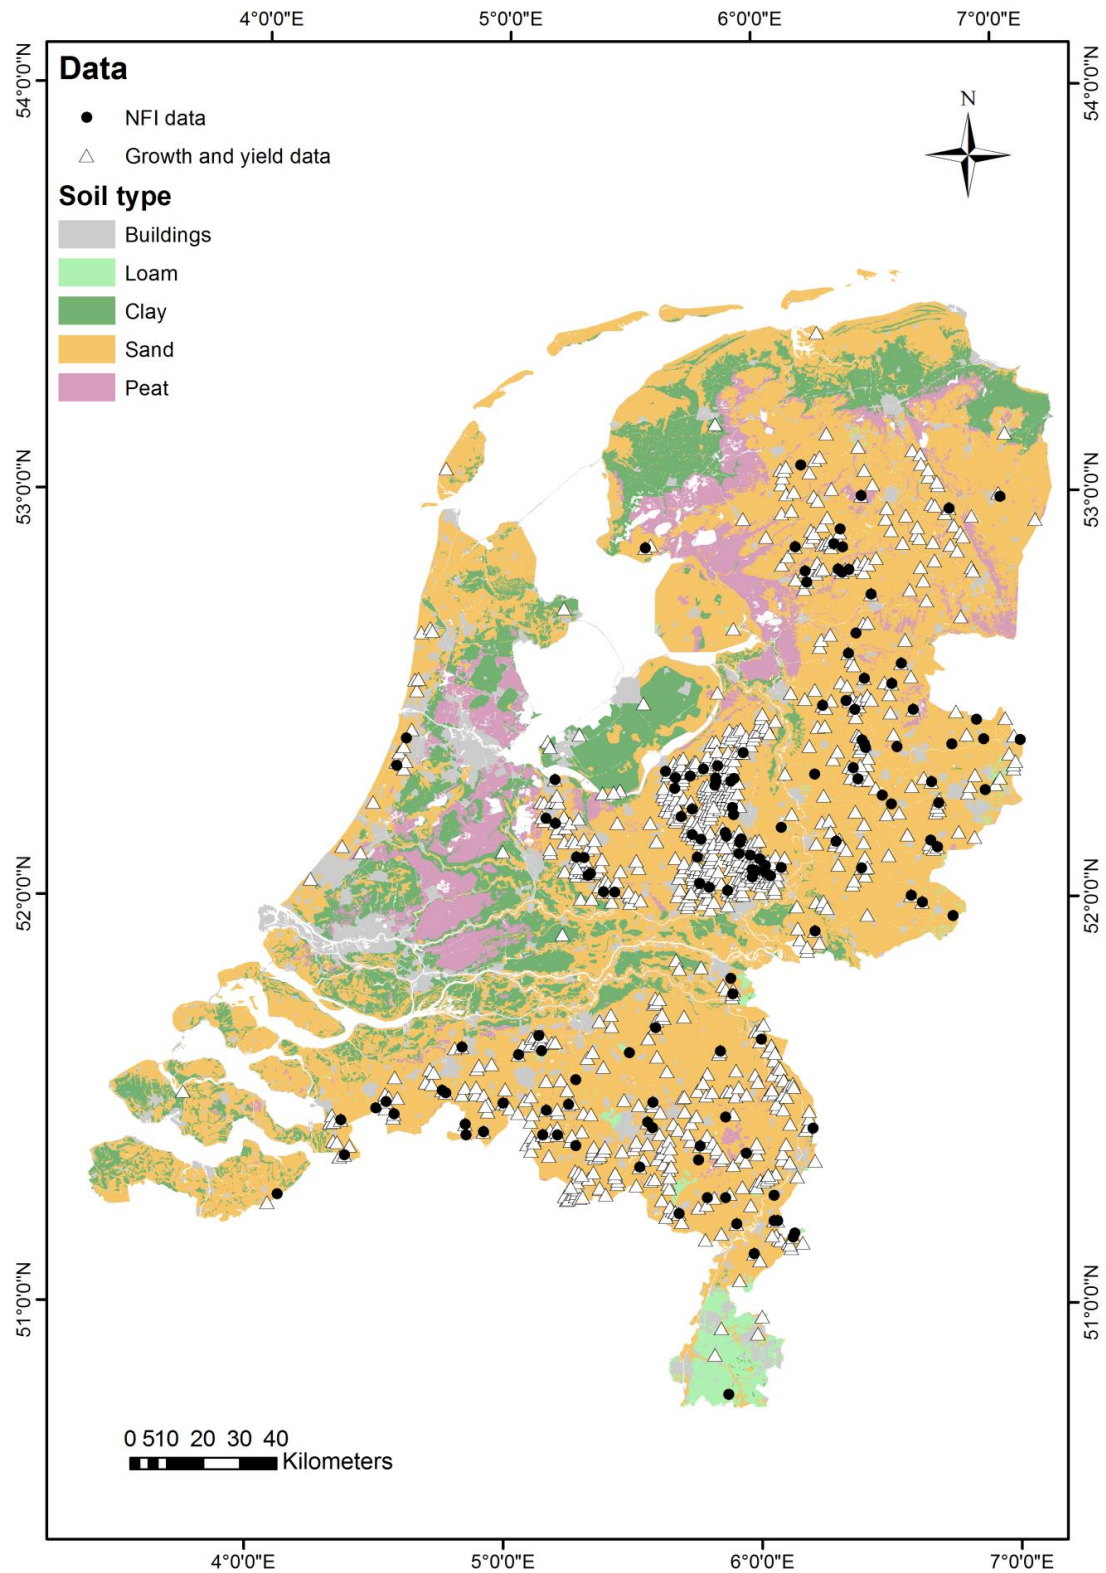 4°0'0"E 5°0'0"E 6°0'0"E 7°0'0"E
54°0'0"N
54°0'0"N
Data
NFI data
Growth and yield data
Soil type
Buildings
Loam
Clay
Sand
Peat
N
53°0'0"N
53°0'0"N
52°0'0"N
52°0'0"N
51°0'0"N
51°0'0"N
0 510 20 30 40
Kilometers
4°0'0"E 5°0'0"E 6°0'0"E 7°0'0"E